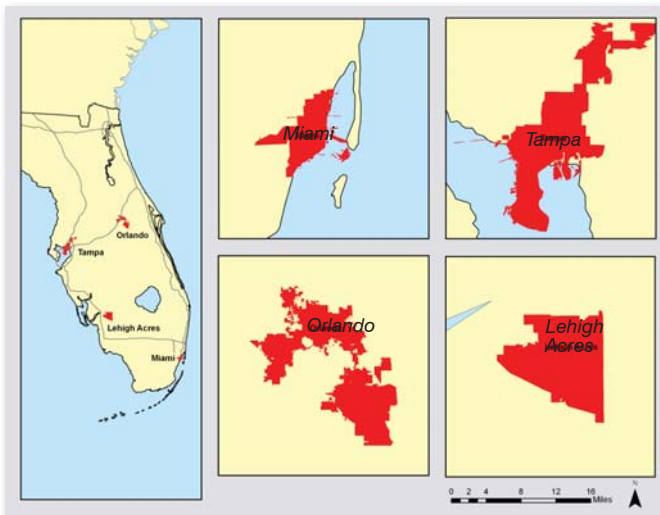 Orlando
Tampa
Lehigh Acres
Miami
Miami
Tampa
Orlando
Lehigh
Acres
0 2 4 8 12 16
Miles
N